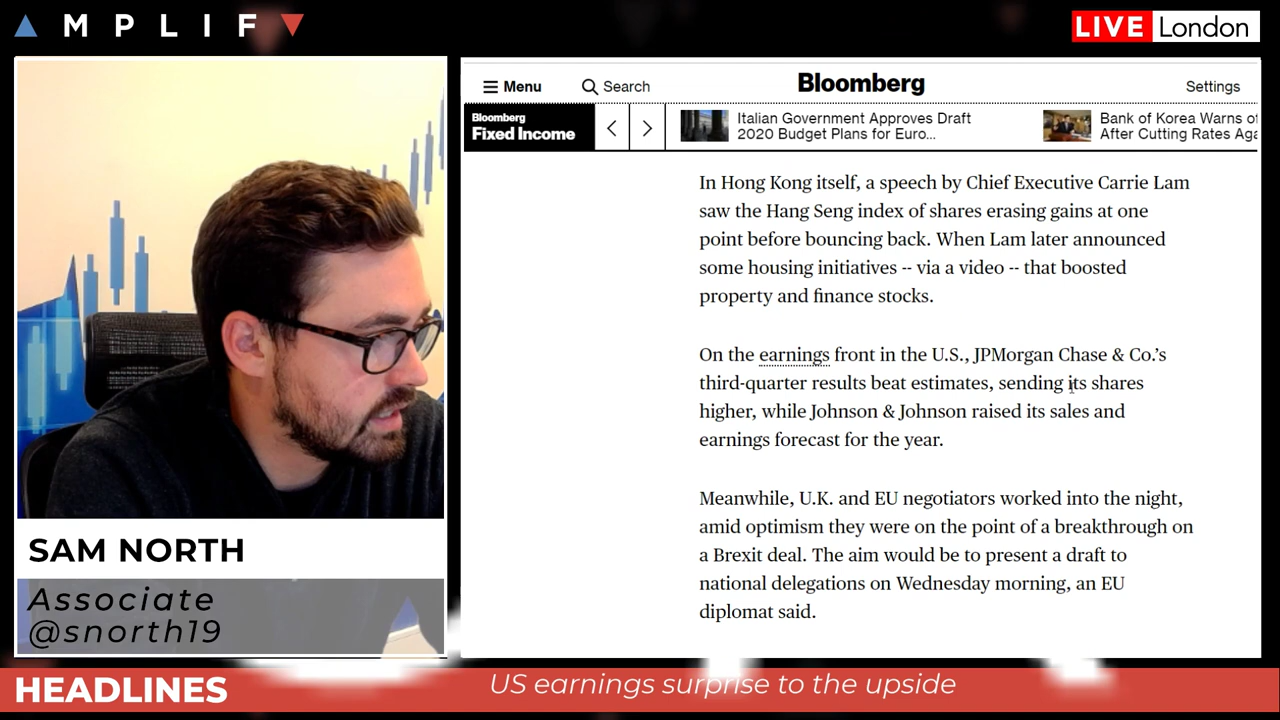 AMPLIFY
LIVE London
Menu
Search
Bloomberg
Settings
Bloomberg
Fixed Income
Italian Government Approves Draft
2020 Budget Plans for Euro...
Bank of Korea Warns of
After Cutting Rates Aga
In Hong Kong itself, a speech by Chief Executive Carrie Lam
saw the Hang Seng index of shares erasing gains at one
point before bouncing back. When Lam later announced
some housing initiatives -- via a video -- that boosted
property and finance stocks.
On the earnings front in the U.S., JPMorgan Chase & Co.’s
third-quarter results beat estimates, sending its shares
higher, while Johnson & Johnson raised its sales and
earnings forecast for the year.
Meanwhile, U.K. and EU negotiators worked into the night,
amid optimism they were on the point of a breakthrough on
a Brexit deal. The aim would be to present a draft to
national delegations on Wednesday morning, an EU
diplomat said.
SAM NORTH
Associate
@snorth19
HEADLINES
US earnings surprise to the upside